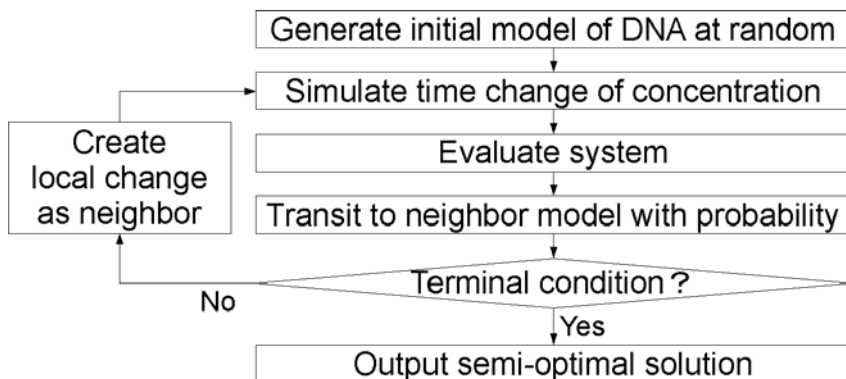 Generate initial model of DNA at random
Simulate time change of concentration
Create
local change
as neighbor
Evaluate system
Transit to neighbor model with probability
Terminal condition？
No
Yes
Output semi-optimal solution